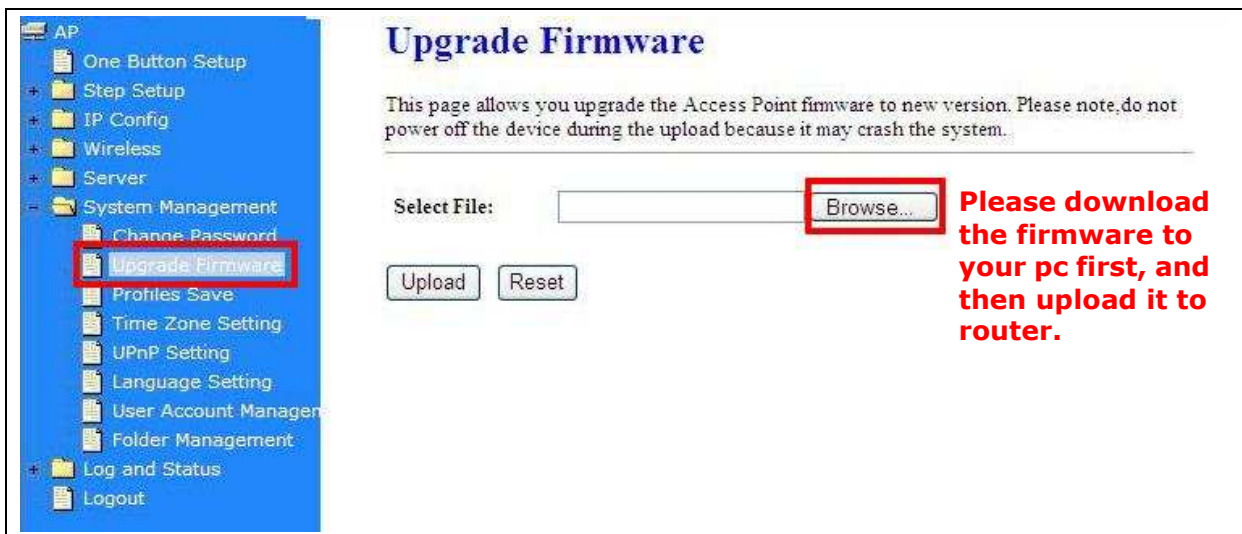 AP
One Button Setup
Step Setup
IP Config
Wireless
Server
System Management
Change Password
Upgrade Firmware
Profiles Save
Time Zone Setting
UPnP Setting
Language Setting
User Account Managen
Folder Management
Log and Status
Logout
Upgrade Firmware
This page allows you upgrade the Access Point firmware to new version. Please note,do not
power off the device during the upload because it may crash the system.
Select File:
Browse...
Upload
Reset
Please download
the firmware to
your pc first, and
then upload it to
router.